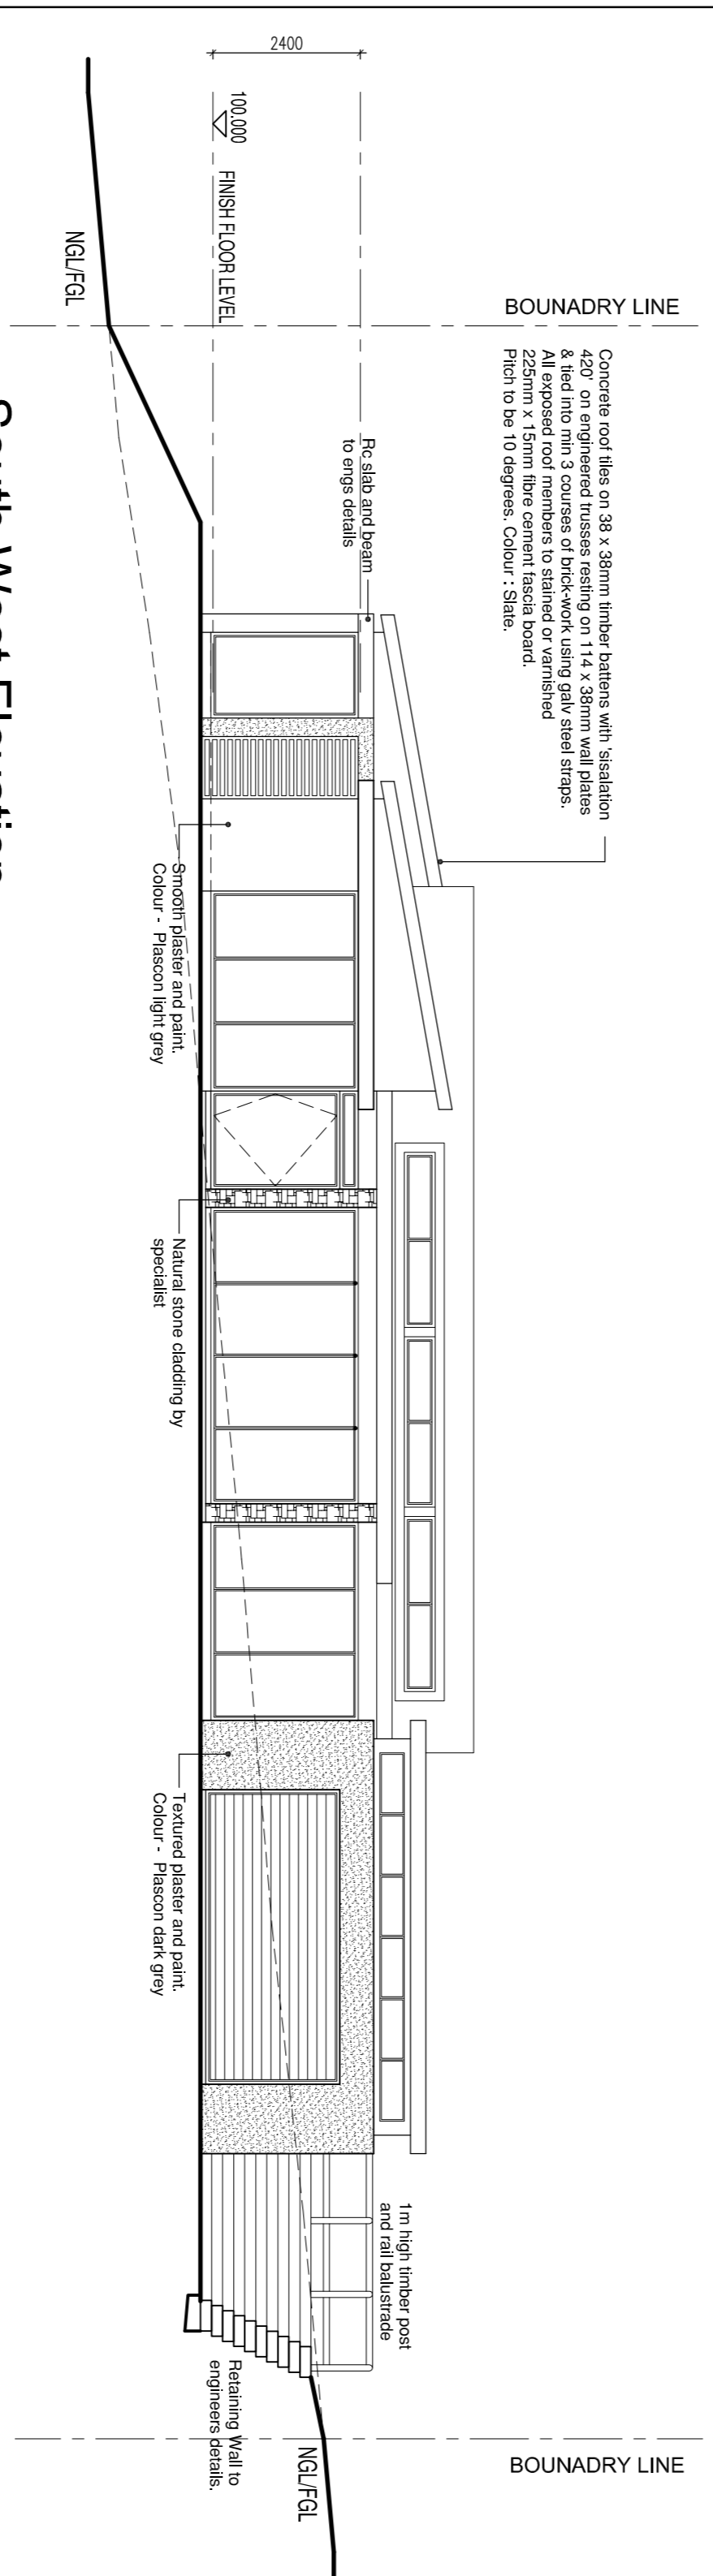 BOUNADRY LINE
Concrete roof tiles on 38 x 38mm timber battens with 'sisalation
420' on engineered trusses resting on 114 x 38mm wall plates
& tied into min 3 courses of brick-work using galv steel straps.
All exposed roof members to stained or varnished
225mm x 15mm fibre cement fascia board.
Pitch to be 10 degrees. Colour : Slate.
2400
100.000
FINISH FLOOR LEVEL
NGL/FGL
Rc slab and beam
to engs details
Smooth plaster and paint.
Colour - Plascon light grey
Natural stone cladding by
specialist
Textured plaster and paint.
Colour - Plascon dark grey
1m high timber post
and rail balustrade
Retaining Wall to
engineers details.
NGL/FGL
BOUNADRY LINE
South West Elevation